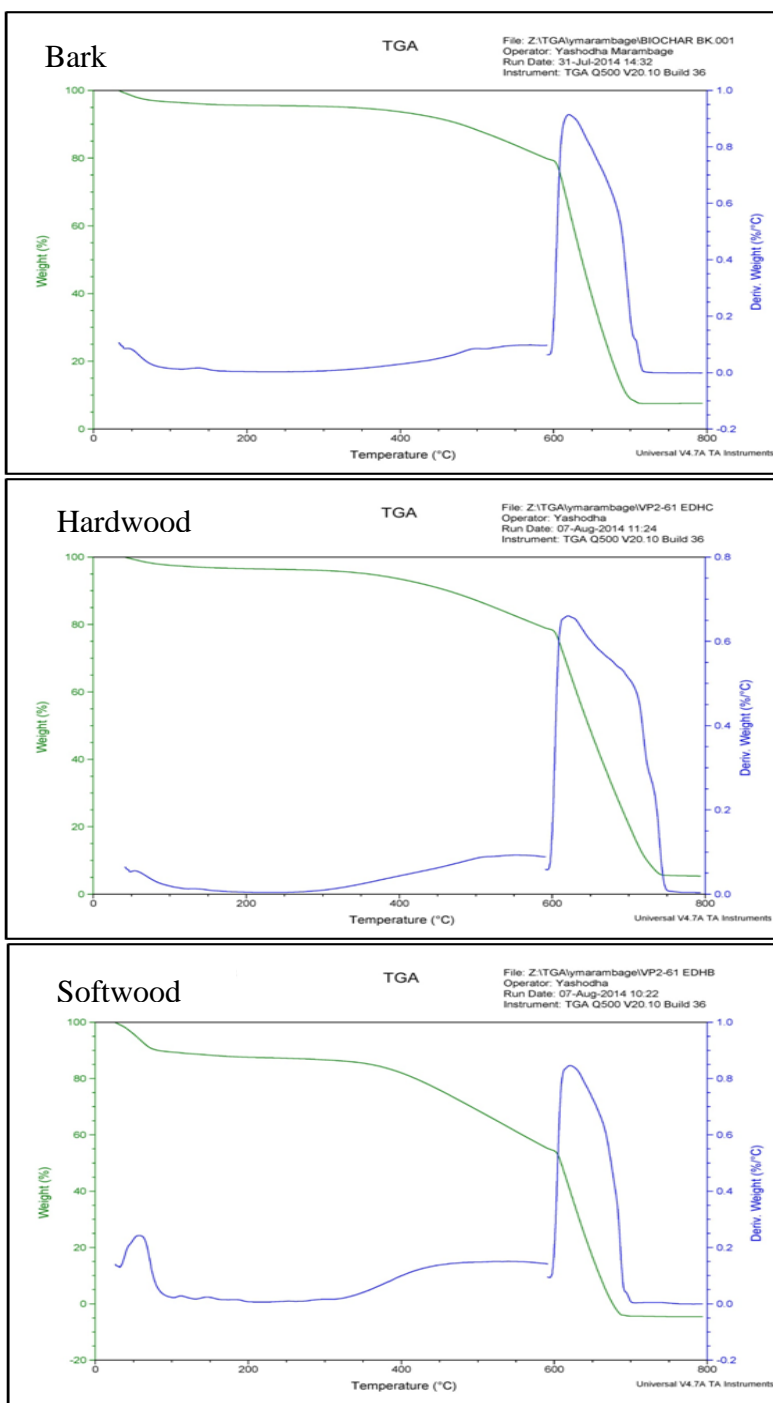 Bark
TGA
File: Z:\TGA\ymarambage\BIOCHAR BK.001
Operator: Yashodha Marambage
Run Date: 31-Jul-2014 14:32
Instrument: TGA Q500 V20.10 Build 36
100
80
60
40
20
0
Weight (%)
1.0
0.8
0.6
0.4
0.2
0.0
-0.2
Deriv. Weight (%/°C)
0 200 400 600 800
Temperature (°C)
Universal V4.7A TA Instruments
Hardwood
TGA
File: Z:\TGA\ymarambage\VP2-61 EDHC
Operator: Yashodha
Run Date: 07-Aug-2014 11:24
Instrument: TGA Q500 V20.10 Build 36
100
80
60
40
20
0
Weight (%)
0.8
0.6
0.4
0.2
0.0
Deriv. Weight (%/°C)
0 200 400 600 800
Temperature (°C)
Universal V4.7A TA Instruments
Softwood
TGA
File: Z:\TGA\ymarambage\VP2-61 EDHB
Operator: Yashodha
Run Date: 07-Aug-2014 10:22
Instrument: TGA Q500 V20.10 Build 36
100
80
60
40
20
0
-20
Weight (%)
1.0
0.8
0.6
0.4
0.2
0.0
-0.2
Deriv. Weight (%/°C)
0 200 400 600 800
Temperature (°C)
Universal V4.7A TA Instruments